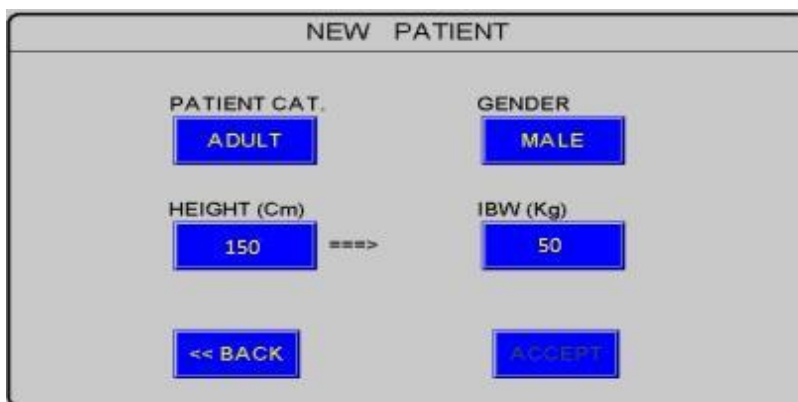 NEW PATIENT
PATIENT CAT. GENDER
ADULT MALE
HEIGHT (Cm) IBW (Kg)
150 ===> 50
<< BACK ACCEPT